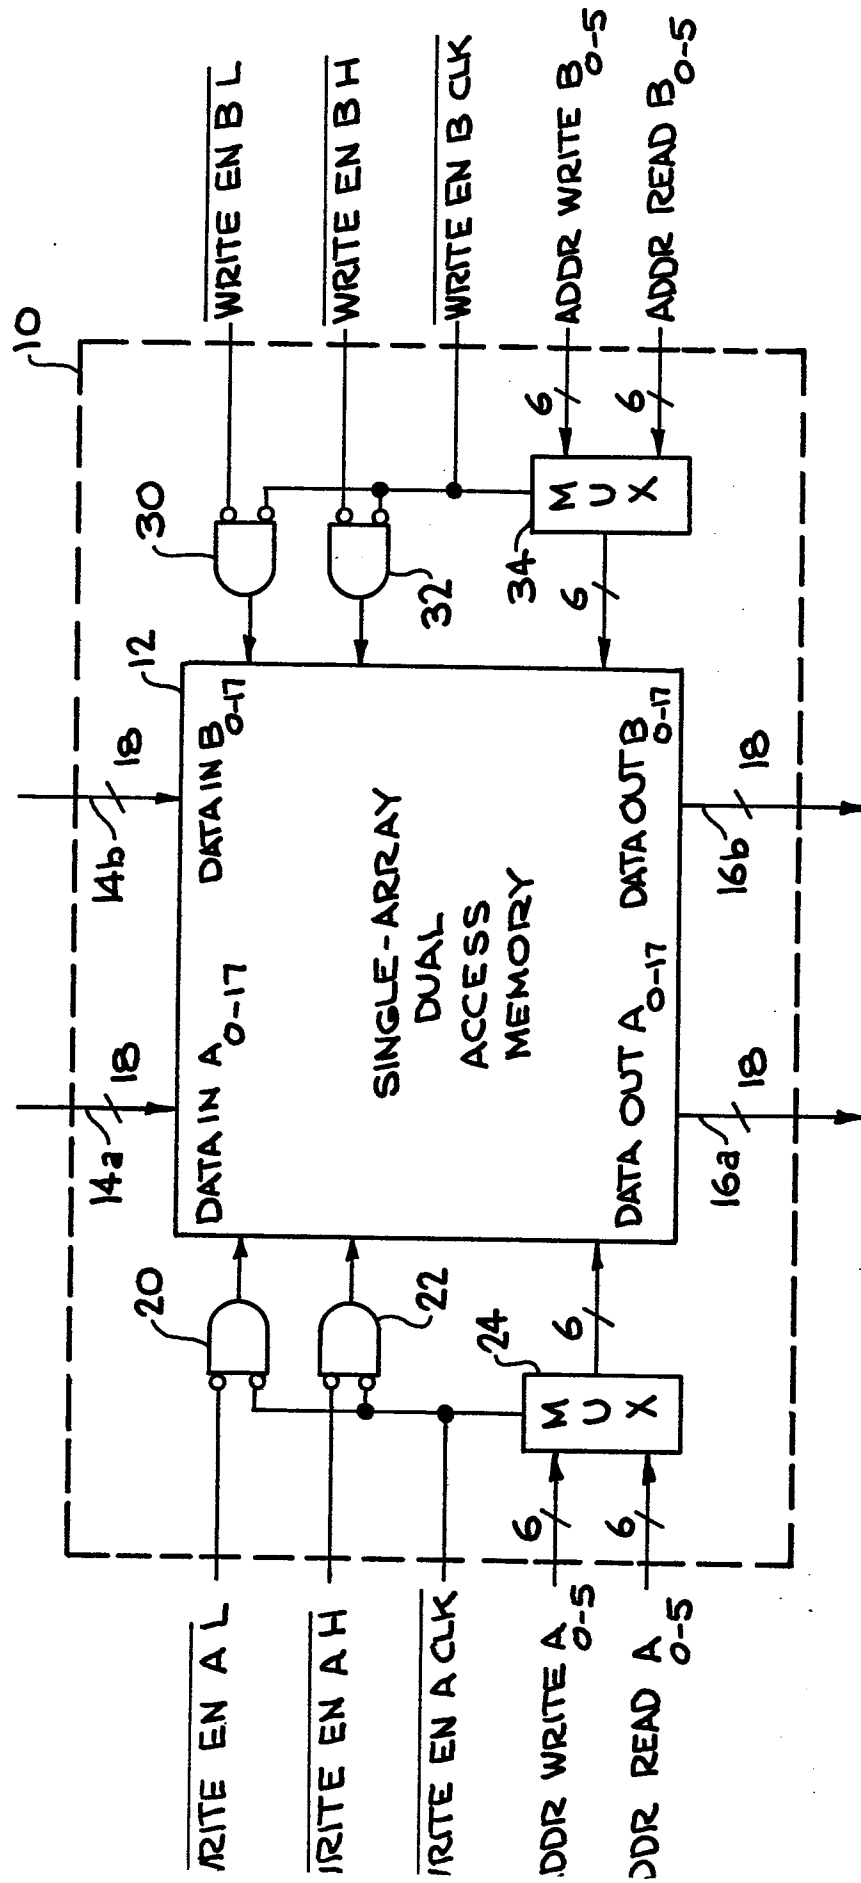 10
WRITE EN B L
WRITE EN B H
WRITE EN B CLK
ADDR WRITE B0-5
ADDR READ B0-5
30
32
34
M
U
X
6
6
6
12
14b
18
14a
18
DATA IN A0-17
DATA IN B0-17
SINGLE-ARRAY
DUAL
ACCESS
MEMORY
DATA OUT A0-17
DATA OUT B0-17
16a
18
16b
18
20
22
24
M
U
X
6
6
6
RITE EN A L
RITE EN A H
RITE EN A CLK
DDR WRITE A0-5
DDR READ A0-5